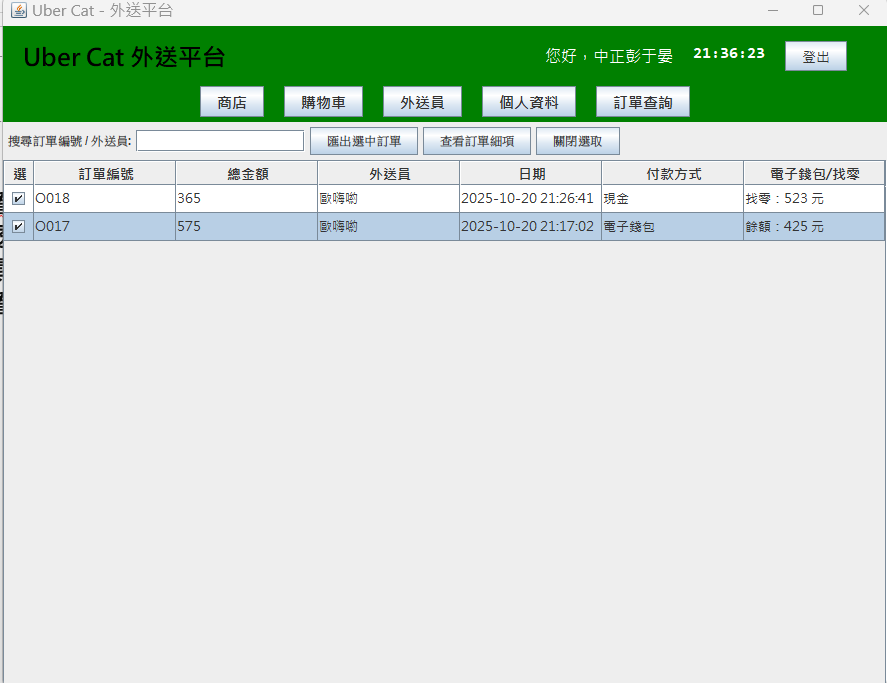 Uber Cat - 外送平台
Uber Cat 外送平台
您好，中正彭于晏 21:36:23 登出
商店 購物車 外送員 個人資料 訂單查詢
搜尋訂單編號 / 外送員: 匯出選中訂單 查看訂單細項 關閉選取
選 訂單編號 總金額 外送員 日期 付款方式 電子錢包/找零
O018 365 歐嗨喲 2025-10-20 21:26:41 現金 找零：523 元
O017 575 歐嗨喲 2025-10-20 21:17:02 電子錢包 餘額：425 元